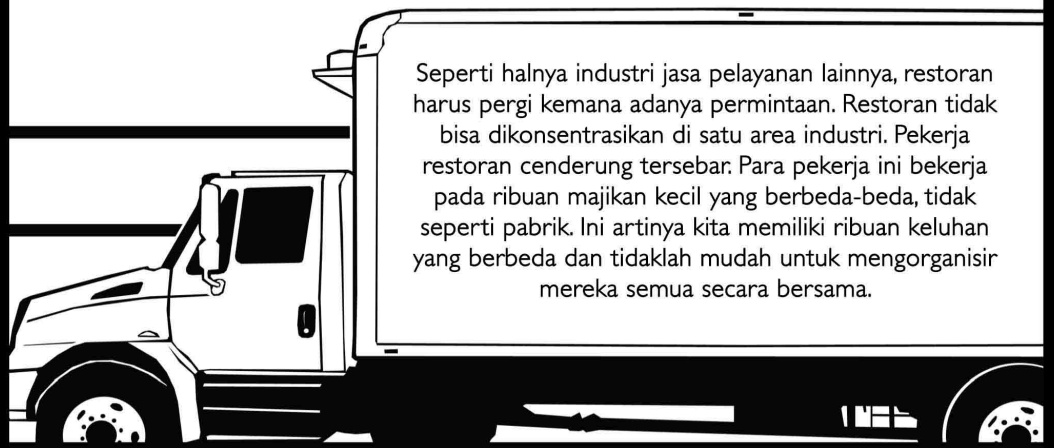 Seperti halnya industri jasa pelayanan lainnya, restoran
harus pergi kemana adanya permintaan. Restoran tidak
bisa dikonsentrasikan di satu area industri. Pekerja
restoran cenderung tersebar. Para pekerja ini bekerja
pada ribuan majikan kecil yang berbeda-beda, tidak
seperti pabrik. Ini artinya kita memiliki ribuan keluhan
yang berbeda dan tidaklah mudah untuk mengorganisir
mereka semua secara bersama.